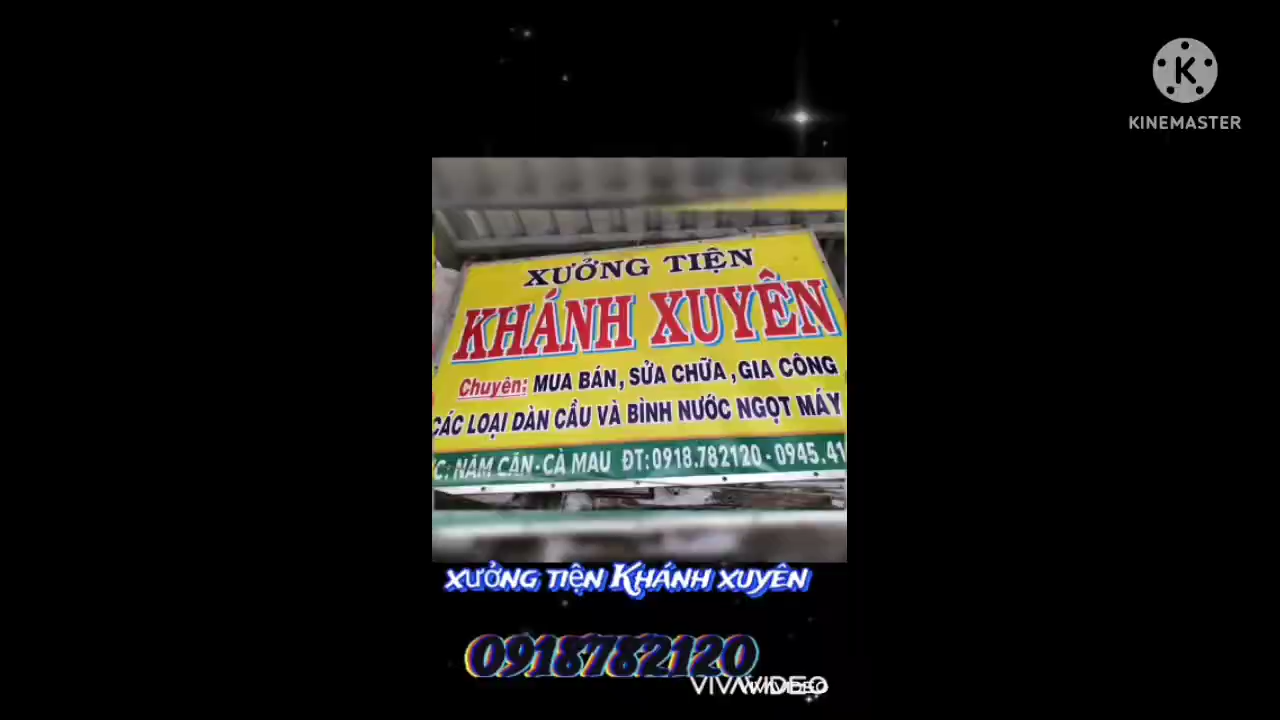 KINEMASTER
XƯỞNG TIỆN
KHÁNH XUYÊN
Chuyên: MUA BÁN, SỬA CHỮA, GIA CÔNG
CÁC LOẠI DÀN CẦU VÀ BÌNH NƯỚC NGỌT MÁY
C: NĂM CĂN - CÀ MAU ĐT: 0918.782120 - 0945.41
xưởng tiện Khánh xuyên
0918782120
VIVAVIDEO